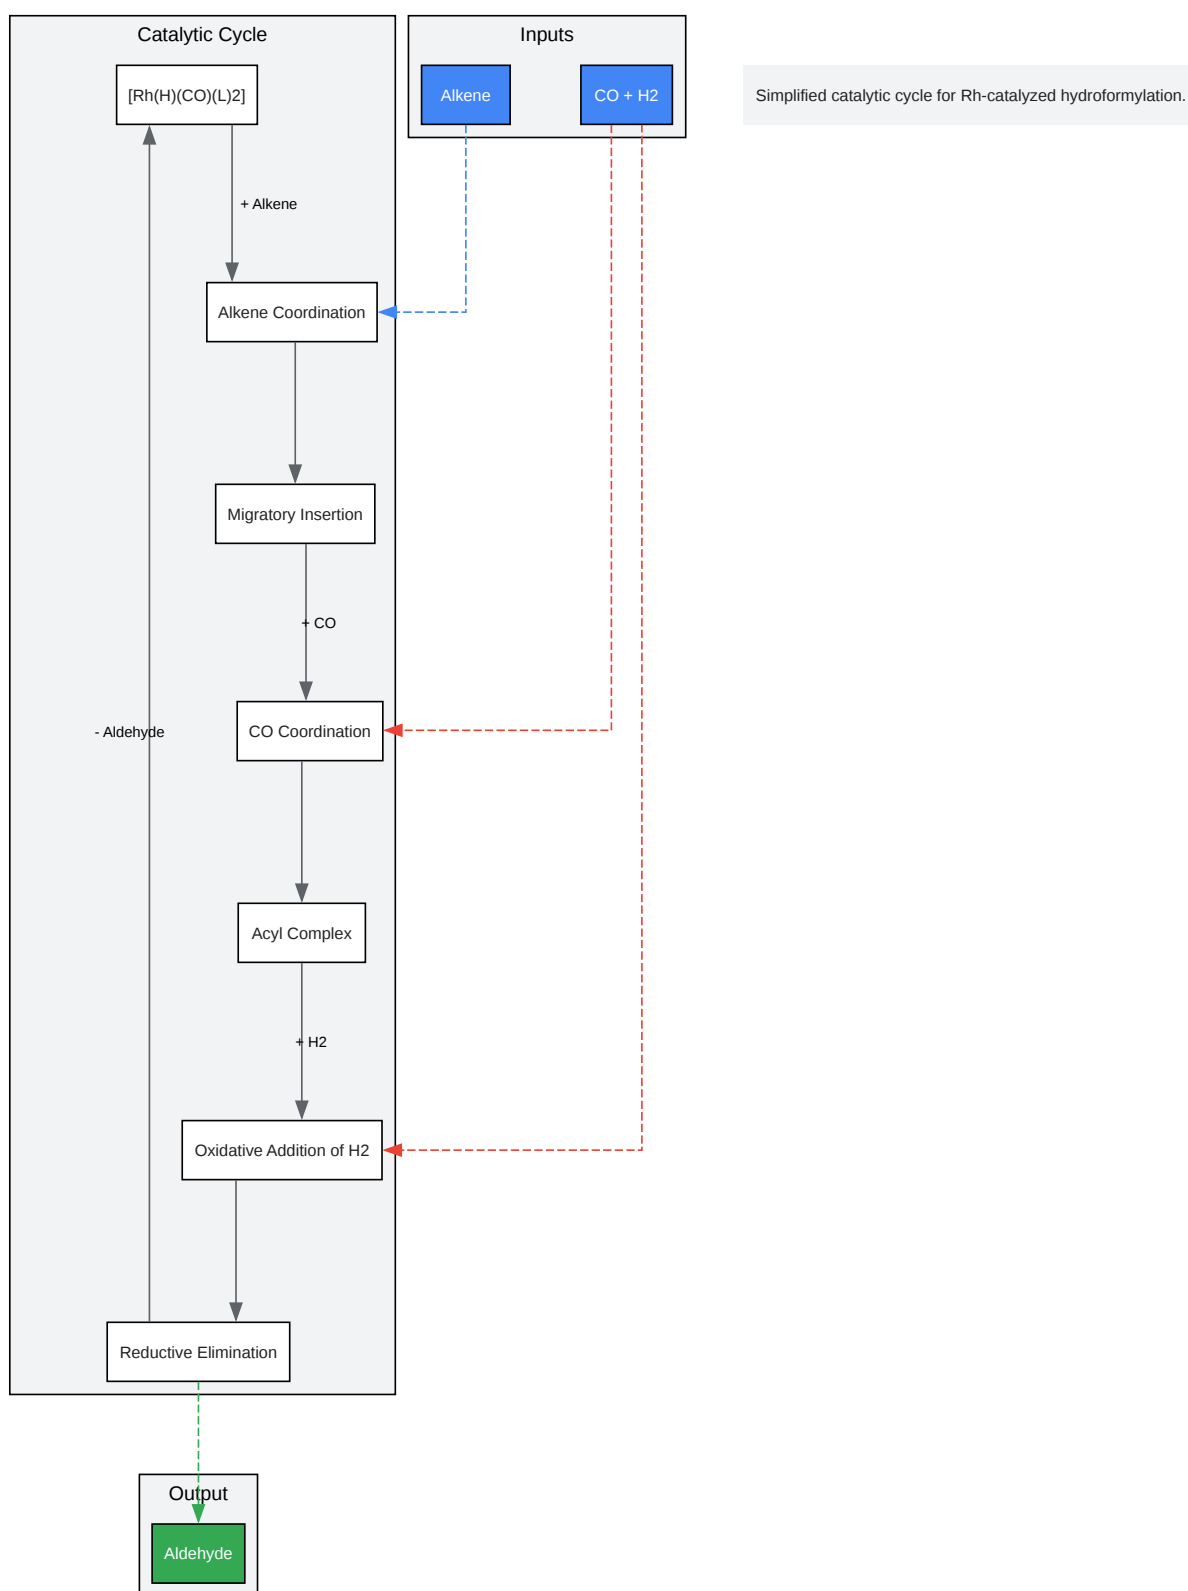 Catalytic Cycle
Inputs
[Rh(H)(CO)(L)2]
Alkene
CO + H2
Simplified catalytic cycle for Rh-catalyzed hydroformylation.
+ Alkene
Alkene Coordination
Migratory Insertion
+ CO
- Aldehyde
CO Coordination
Acyl Complex
+ H2
Oxidative Addition of H2
Reductive Elimination
Output
Aldehyde